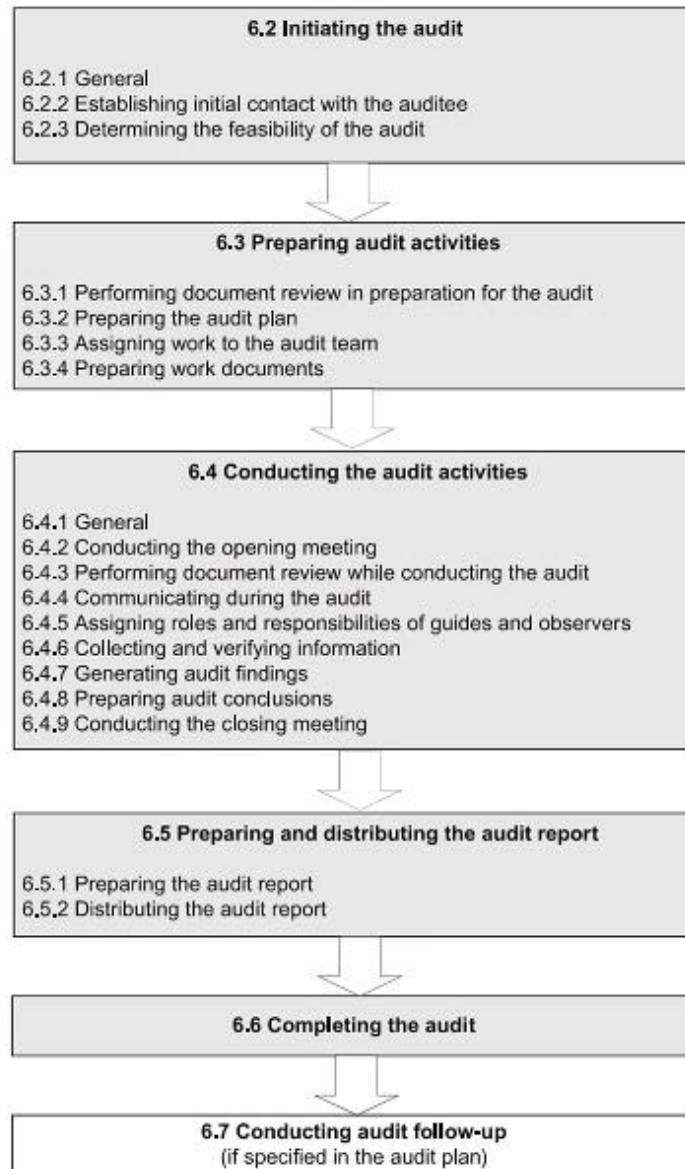 6.2 Initiating the audit
6.2.1 General
6.2.2 Establishing initial contact with the auditee
6.2.3 Determining the feasibility of the audit
6.3 Preparing audit activities
6.3.1 Performing document review in preparation for the audit
6.3.2 Preparing the audit plan
6.3.3 Assigning work to the audit team
6.3.4 Preparing work documents
6.4 Conducting the audit activities
6.4.1 General
6.4.2 Conducting the opening meeting
6.4.3 Performing document review while conducting the audit
6.4.4 Communicating during the audit
6.4.5 Assigning roles and responsibilities of guides and observers
6.4.6 Collecting and verifying information
6.4.7 Generating audit findings
6.4.8 Preparing audit conclusions
6.4.9 Conducting the closing meeting
6.5 Preparing and distributing the audit report
6.5.1 Preparing the audit report
6.5.2 Distributing the audit report
6.6 Completing the audit
6.7 Conducting audit follow-up
(if specified in the audit plan)